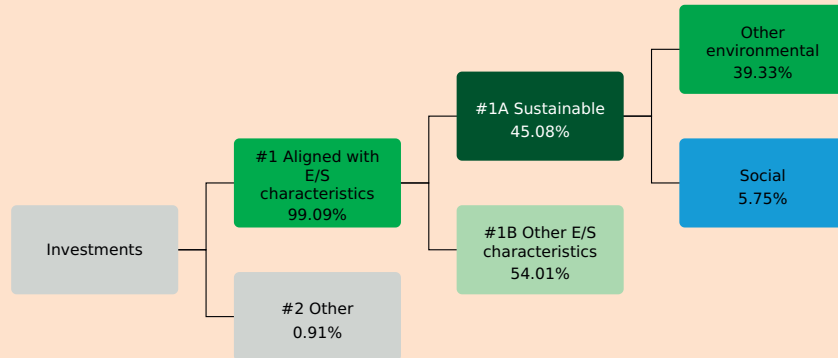 Investments
#1 Aligned with
E/S
characteristics
99.09%
#2 Other
0.91%
#1A Sustainable
45.08%
#1B Other E/S
characteristics
54.01%
Other
environmental
39.33%
Social
5.75%